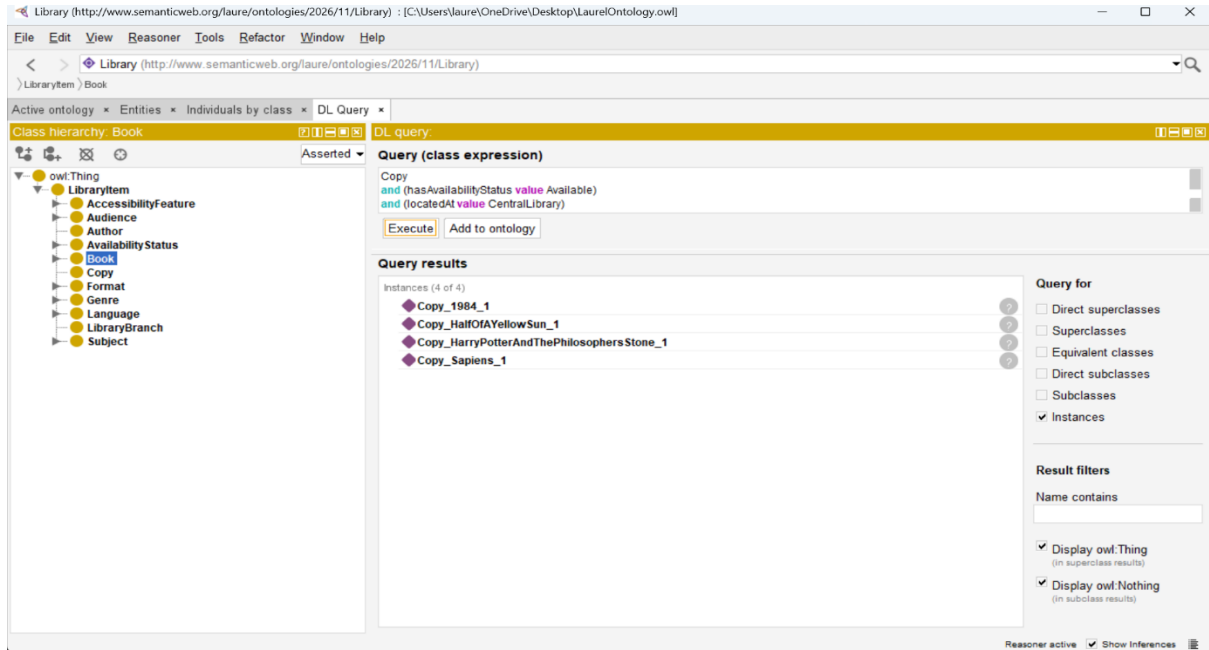 Library (http://www.semanticweb.org/laure/ontologies/2026/11/Library) : [C:\Users\laure\OneDrive\Desktop\LaurelOntology.owl]
File Edit View Reasoner Tools Refactor Window Help
Library (http://www.semanticweb.org/laure/ontologies/2026/11/Library)
LibraryItem Book
Active ontology Entities Individuals by class DL Query
Class hierarchy: Book
Asserted
owl:Thing
LibraryItem
AccessibilityFeature
Audience
Author
AvailabilityStatus
Book
Copy
Format
Genre
Language
LibraryBranch
Subject
DL query:
Query (class expression)
Copy
and (hasAvailabilityStatus value Available)
and (locatedAt value CentralLibrary)
Execute Add to ontology
Query results
Instances (4 of 4)
Copy_1984_1
Copy_HalfOfAYellowSun_1
Copy_HarryPotterAndThePhilosophersStone_1
Copy_Sapiens_1
Query for
Direct superclasses
Superclasses
Equivalent classes
Direct subclasses
Subclasses
Instances
Result filters
Name contains
Display owl:Thing
(in superclass results)
Display owl:Nothing
(in subclass results)
Reasoner active Show Inferences